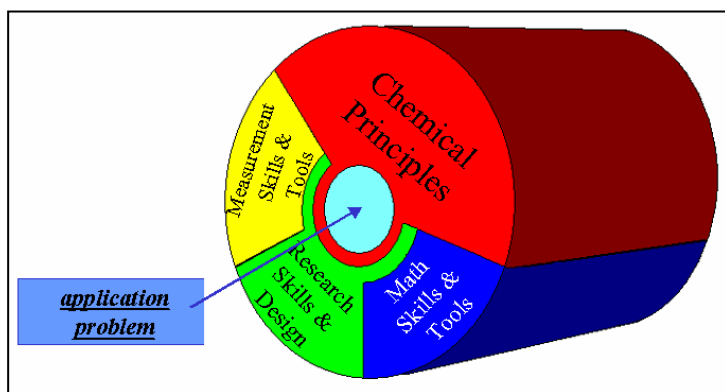 Chemical
Principles
Measurement
Skills &
Tools
Research
Skills &
Design
Math
Skills &
Tools
application
problem